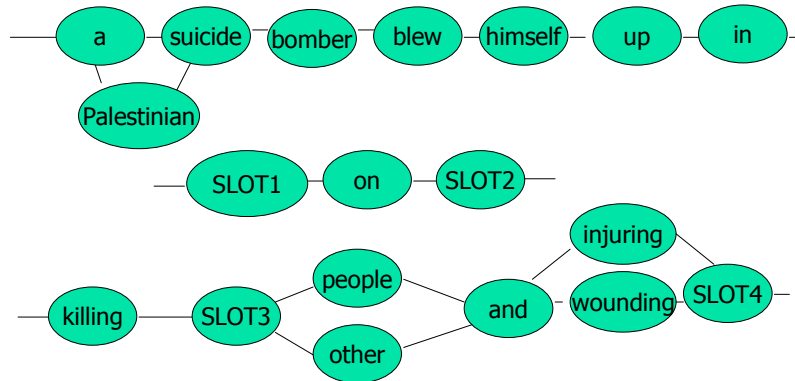 a suicide bomber blew himself up in
Palestinian
SLOT1 on SLOT2
injuring
people
killing SLOT3 and wounding SLOT4
other